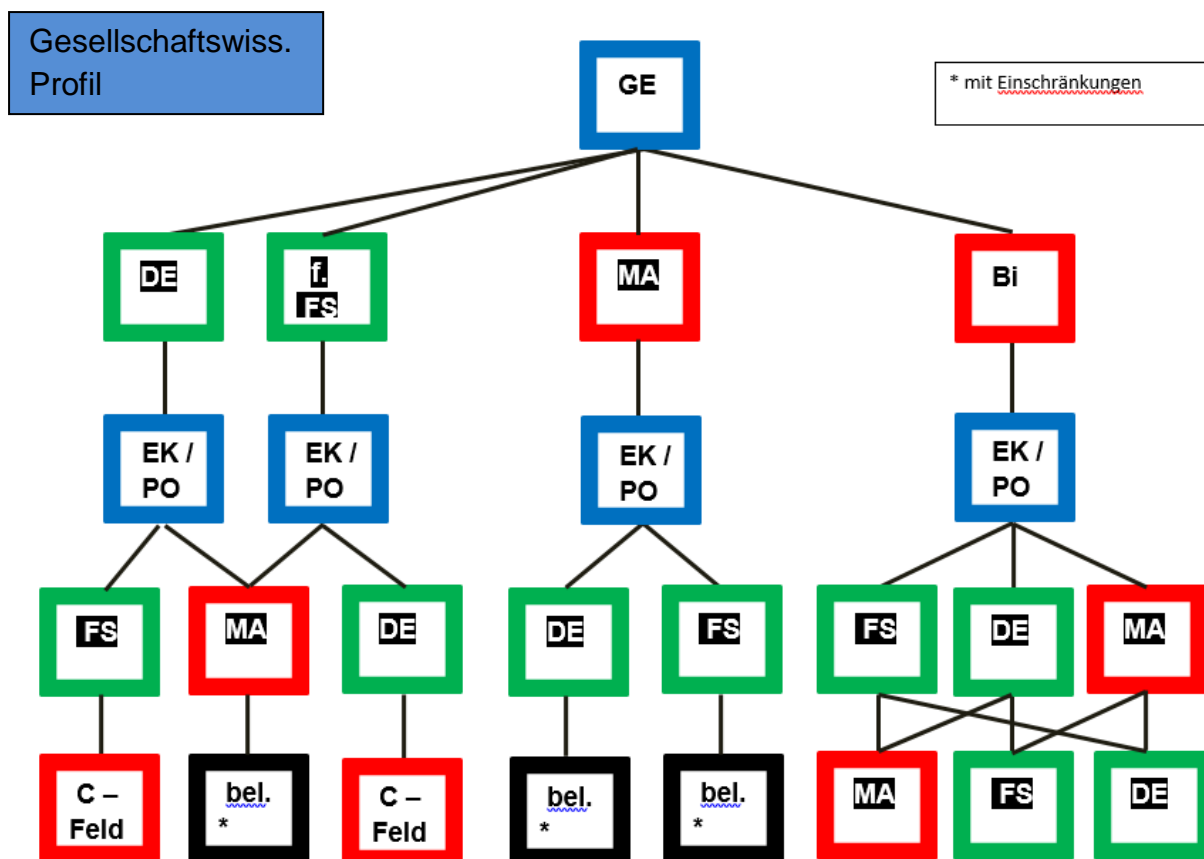 Gesellschaftswiss.
Profil
GE
* mit Einschränkungen
DE
f.
FS
MA
Bi
EK /
PO
EK /
PO
EK /
PO
EK /
PO
FS
MA
DE
DE
FS
FS
DE
MA
C –
Feld
bel.
*
C –
Feld
bel.
*
bel.
*
MA
FS
DE